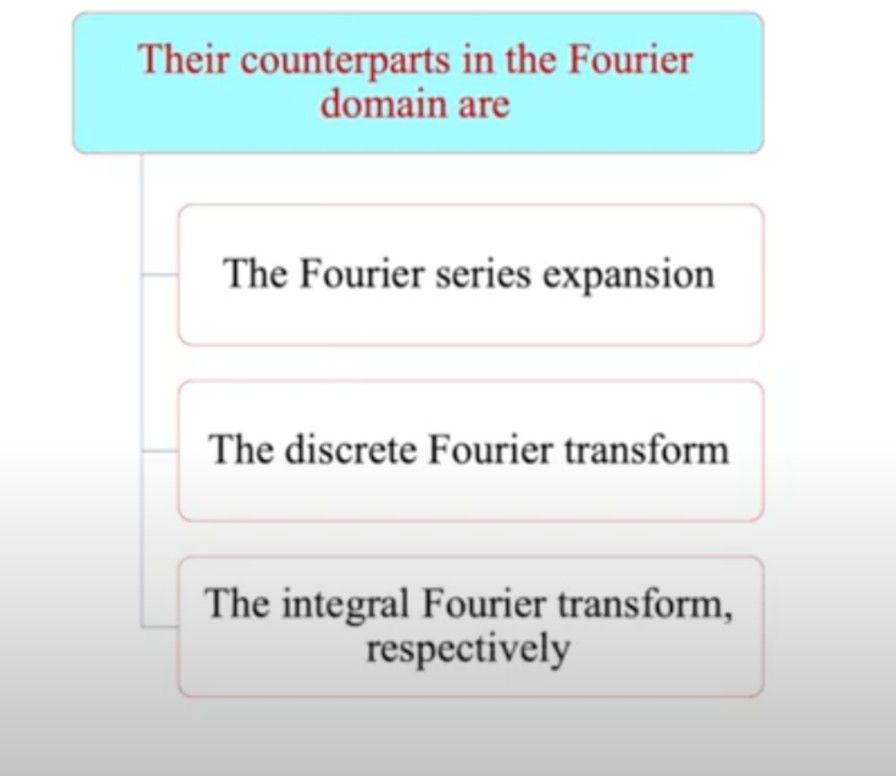 Their counterparts in the Fourier
domain are
The Fourier series expansion
The discrete Fourier transform
The integral Fourier transform,
respectively